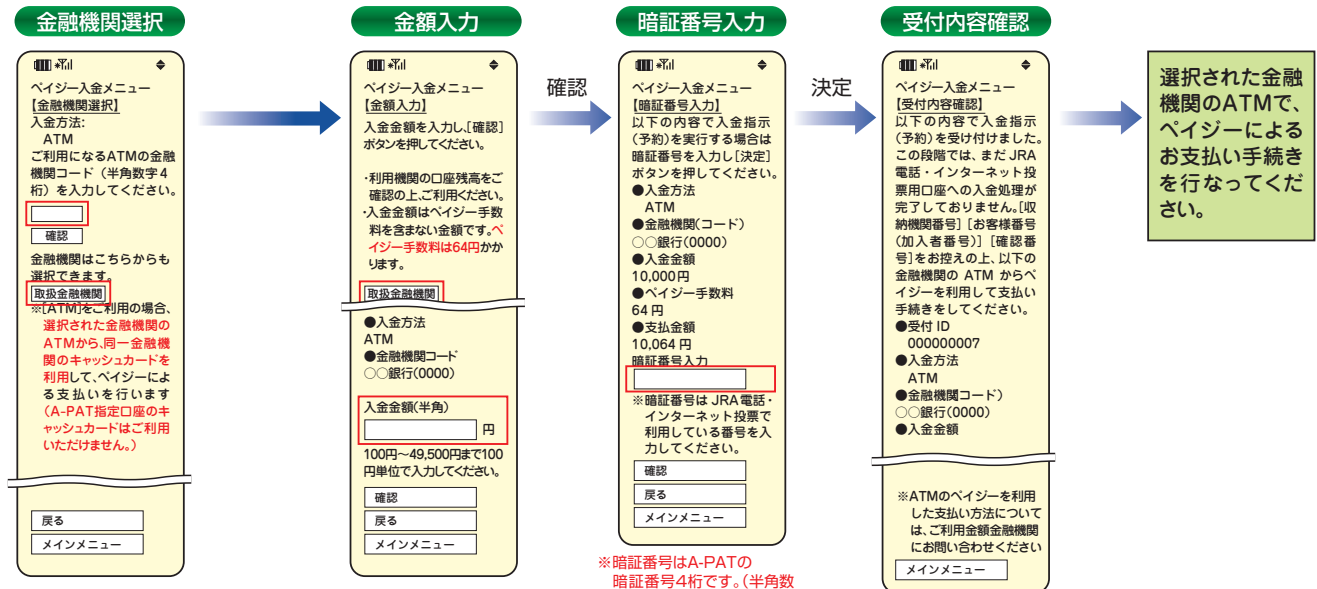 金融機関選択
ペイジー入金メニュー
【金融機関選択】
入金方法:
ATM
ご利用になるATMの金融
機関コード（半角数字4
桁）を入力してください。
確認
金融機関はこちらからも
選択できます。
取扱金融機関
※[ATM]をご利用の場合、
選択された金融機関の
ATMから、同一金融機
関のキャッシュカードを
利用して、ペイジーによ
る支払いを行います
（A-PAT指定口座のキ
ャッシュカードはご利用
いただけません。）
戻る
メインメニュー
金額入力
ペイジー入金メニュー
【金額入力】
入金金額を入力し、[確認]
ボタンを押してください。
・利用機関の口座残高をご
確認の上、ご利用ください。
・入金金額はペイジー手数
料を含まない金額です。ペ
イジー手数料は64円かか
ります。
取扱金融機関
●入金方法
ATM
●金融機関コード
○○銀行(0000)
入金金額(半角)
円
100円～49,500円まで100
円単位で入力してください。
確認
戻る
メインメニュー
確認
暗証番号入力
ペイジー入金メニュー
【暗証番号入力】
以下の内容で入金指示
（予約）を実行する場合は
暗証番号を入力し[決定]
ボタンを押してください。
●入金方法
ATM
●金融機関(コード)
○○銀行(0000)
●入金金額
10,000円
●ペイジー手数料
64 円
●支払金額
10,064 円
暗証番号入力
※暗証番号は JRA電話・
インターネット投票で
利用している番号を入
力してください。
確認
戻る
メインメニュー
※暗証番号はA-PATの
暗証番号4桁です。(半角数
決定
受付内容確認
ペイジー入金メニュー
【受付内容確認】
以下の内容で入金指示
（予約）を受け付けました。
この段階では、まだ JRA
電話・インターネット投
票用口座への入金処理が
完了しておりません。[収
納機関番号] [お客様番号
(加入者番号)] [確認番
号]をお控えの上、以下の
金融機関の ATM からペ
イジーを利用して支払い
手続きをしてください。
●受付 ID
000000007
●入金方法
ATM
●金融機関コード）
○○銀行(0000)
●入金金額
※ATMのペイジーを利用
した支払い方法について
は、ご利用金額金融機関
にお問い合わせください
メインメニュー
選択された金融
機関のATMで、
ペイジーによる
お支払い手続き
を行なってくだ
さい。